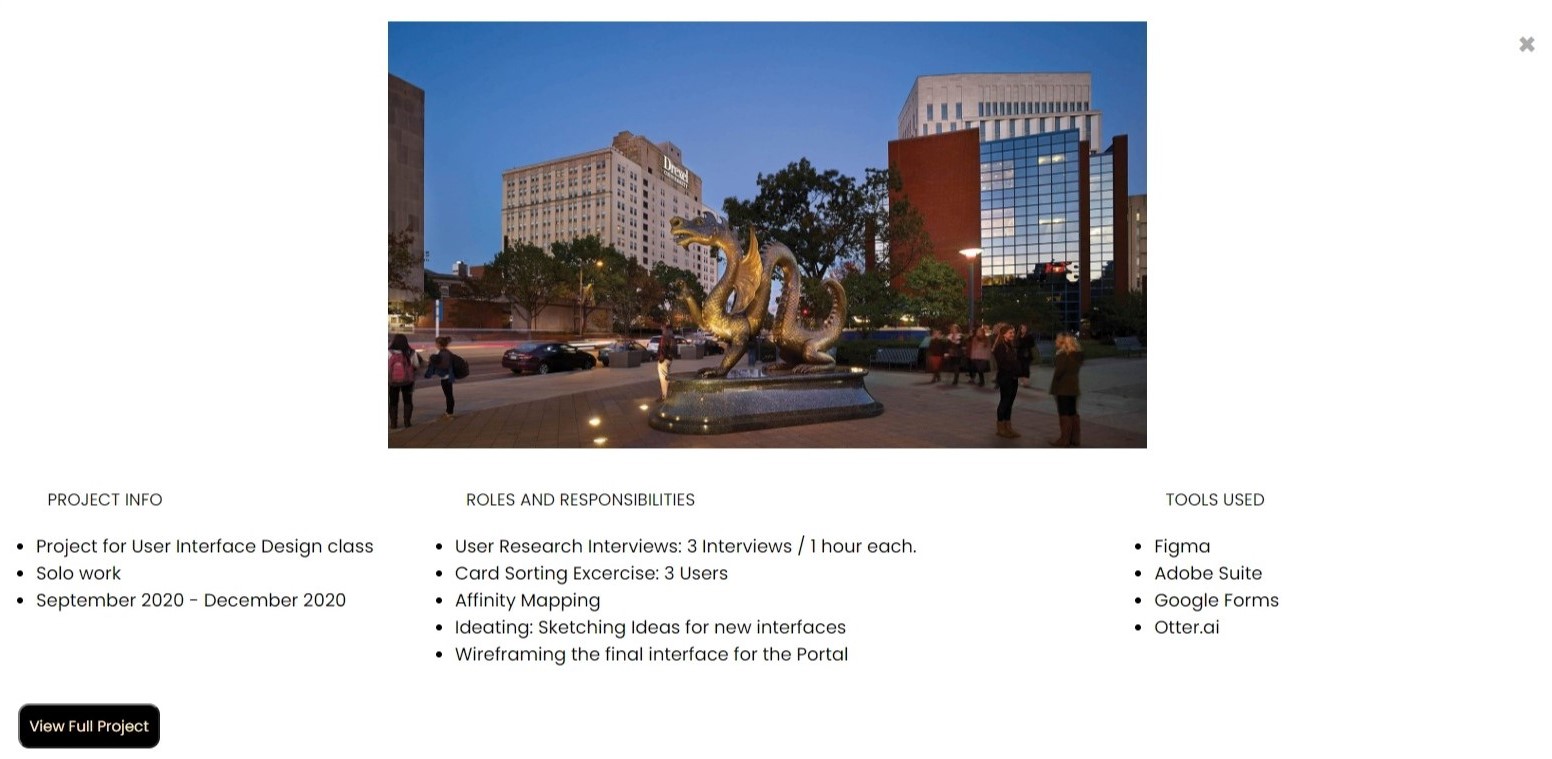 Drexel
UNIVERSITY
PROJECT INFO
Project for User Interface Design class
Solo work
September 2020 - December 2020
ROLES AND RESPONSIBILITIES
User Research Interviews: 3 Interviews / 1 hour each.
Card Sorting Excercise: 3 Users
Affinity Mapping
Ideating: Sketching Ideas for new interfaces
Wireframing the final interface for the Portal
TOOLS USED
Figma
Adobe Suite
Google Forms
Otter.ai
View Full Project